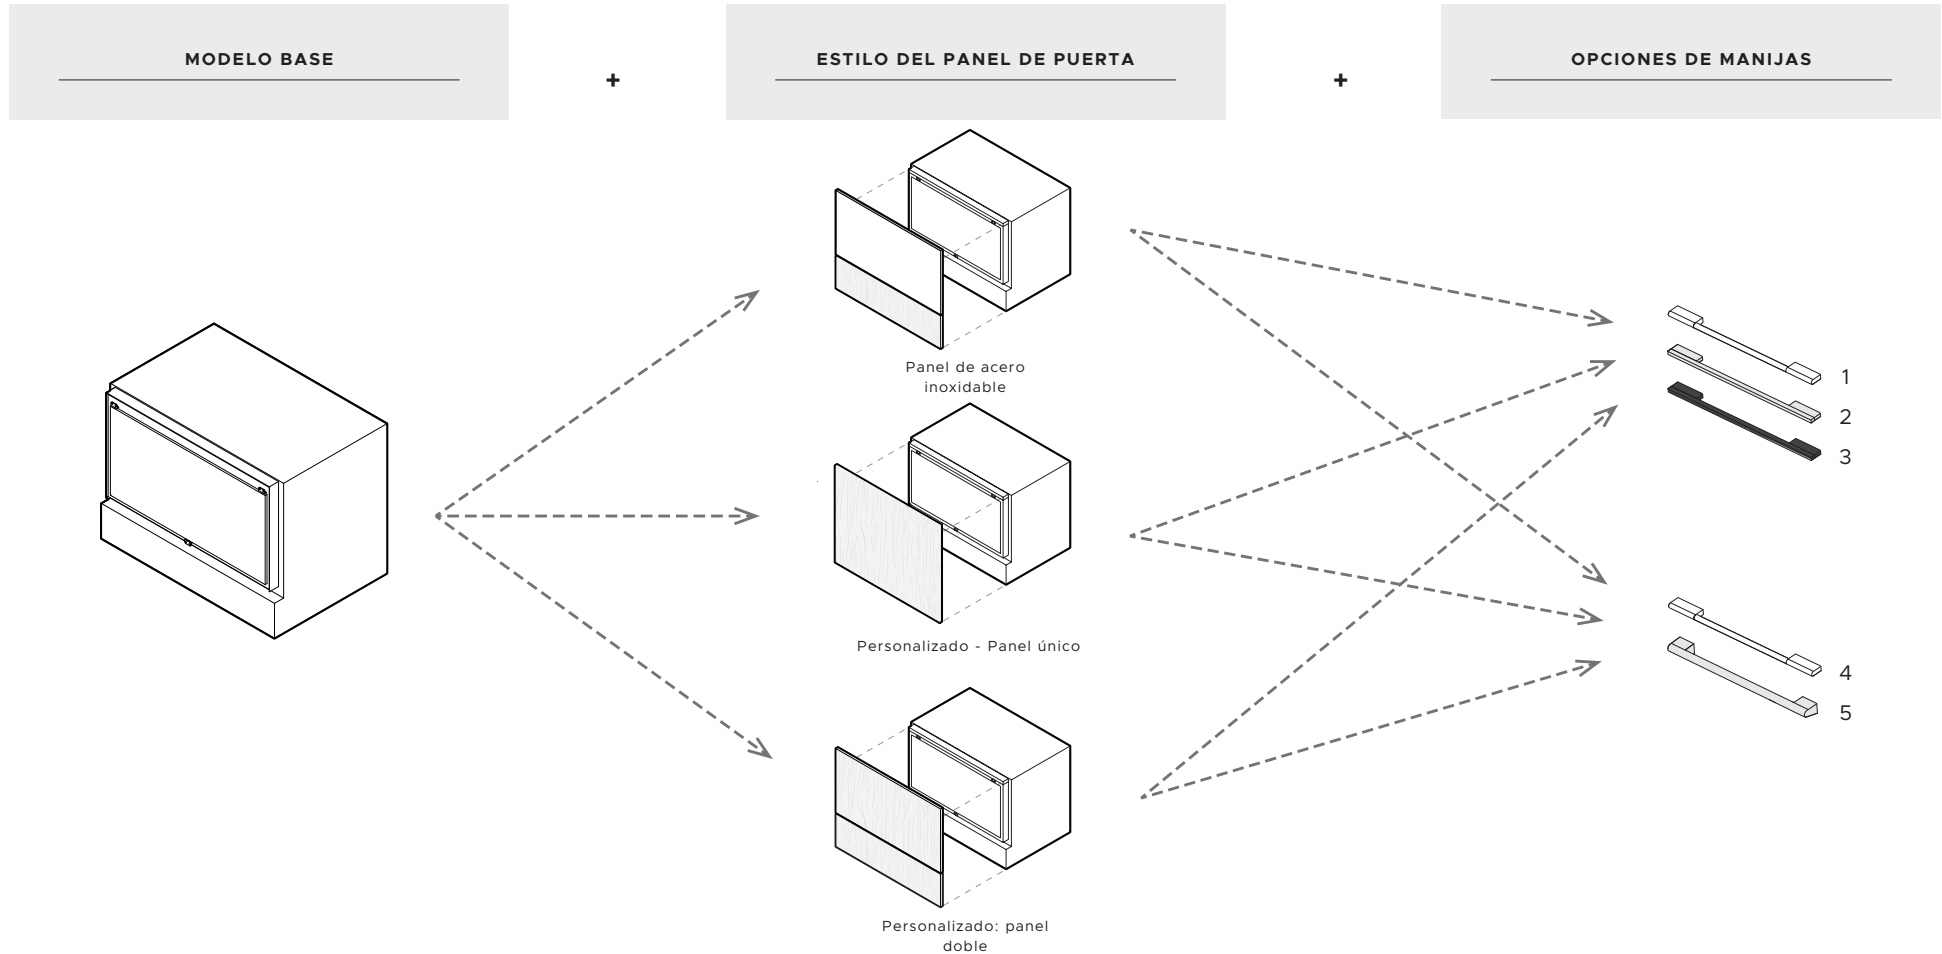 MODELO BASE
+
ESTILO DEL PANEL DE PUERTA
+
OPCIONES DE MANIJAS
Panel de acero
inoxidable
Personalizado - Panel único
Personalizado: panel
doble
1
2
3
4
5